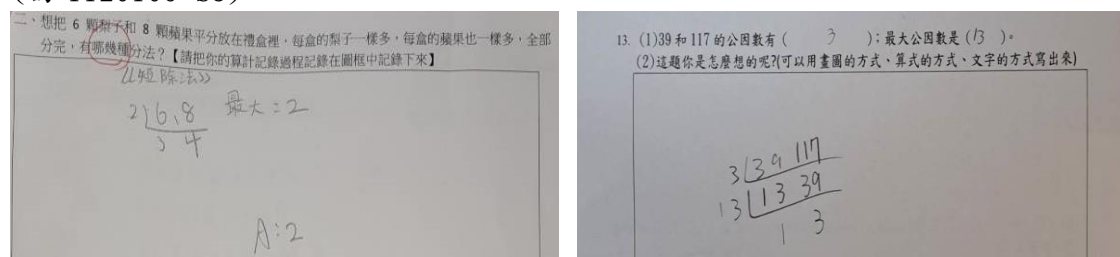 二、想把 6 顆梨子和 8 顆蘋果平分放在禮盒裡，每盒的梨子一樣多，每盒的蘋果也一樣多，全部
分完，有哪幾種分法？【請把你的算計記錄過程記錄在圖框中記錄下來】
《短除法》
2 6、8 最大=2
3 4
A:2
13. (1)39 和 117 的公因數有 ( 3 )；最大公因數是 (13 )。
(2)這題你是怎麼想的呢?(可以用畫圖的方式、算式的方式、文字的方式寫出來)
3 39 117
13 13 39
1 3